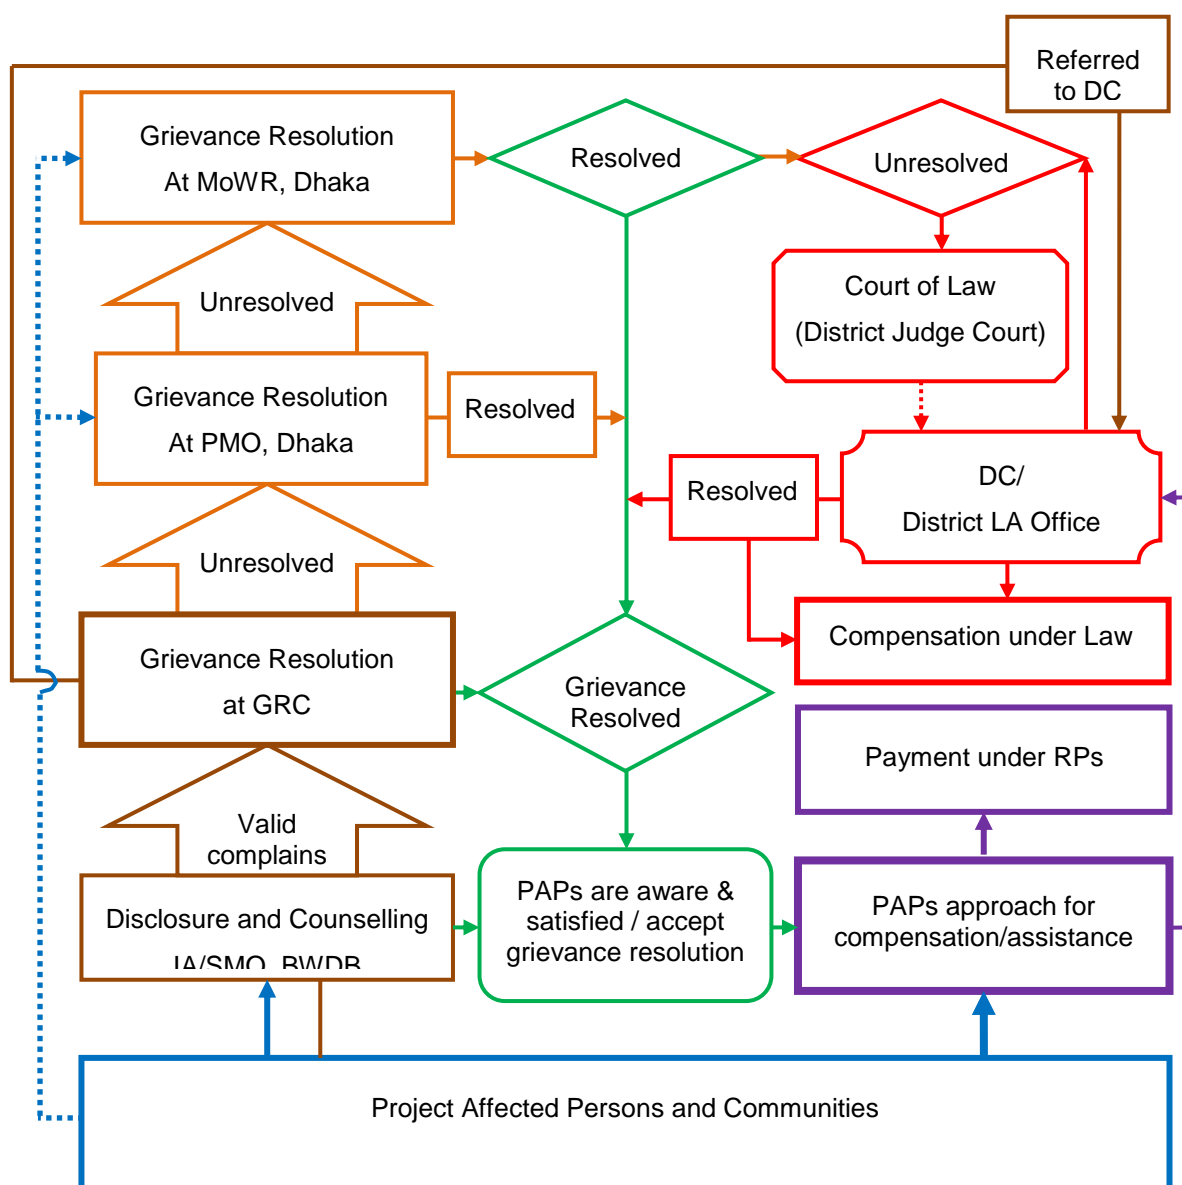 Referred
to DC
Grievance Resolution
At MoWR, Dhaka
Resolved
Unresolved
Unresolved
Court of Law
(District Judge Court)
Grievance Resolution
At PMO, Dhaka
Resolved
Resolved
DC/
District LA Office
Unresolved
Compensation under Law
Grievance Resolution
at GRC
Grievance
Resolved
Payment under RPs
Valid
complains
Disclosure and Counselling
IA/SMO, BWDB
PAPs are aware &
satisfied / accept
grievance resolution
PAPs approach for
compensation/assistance
Project Affected Persons and Communities